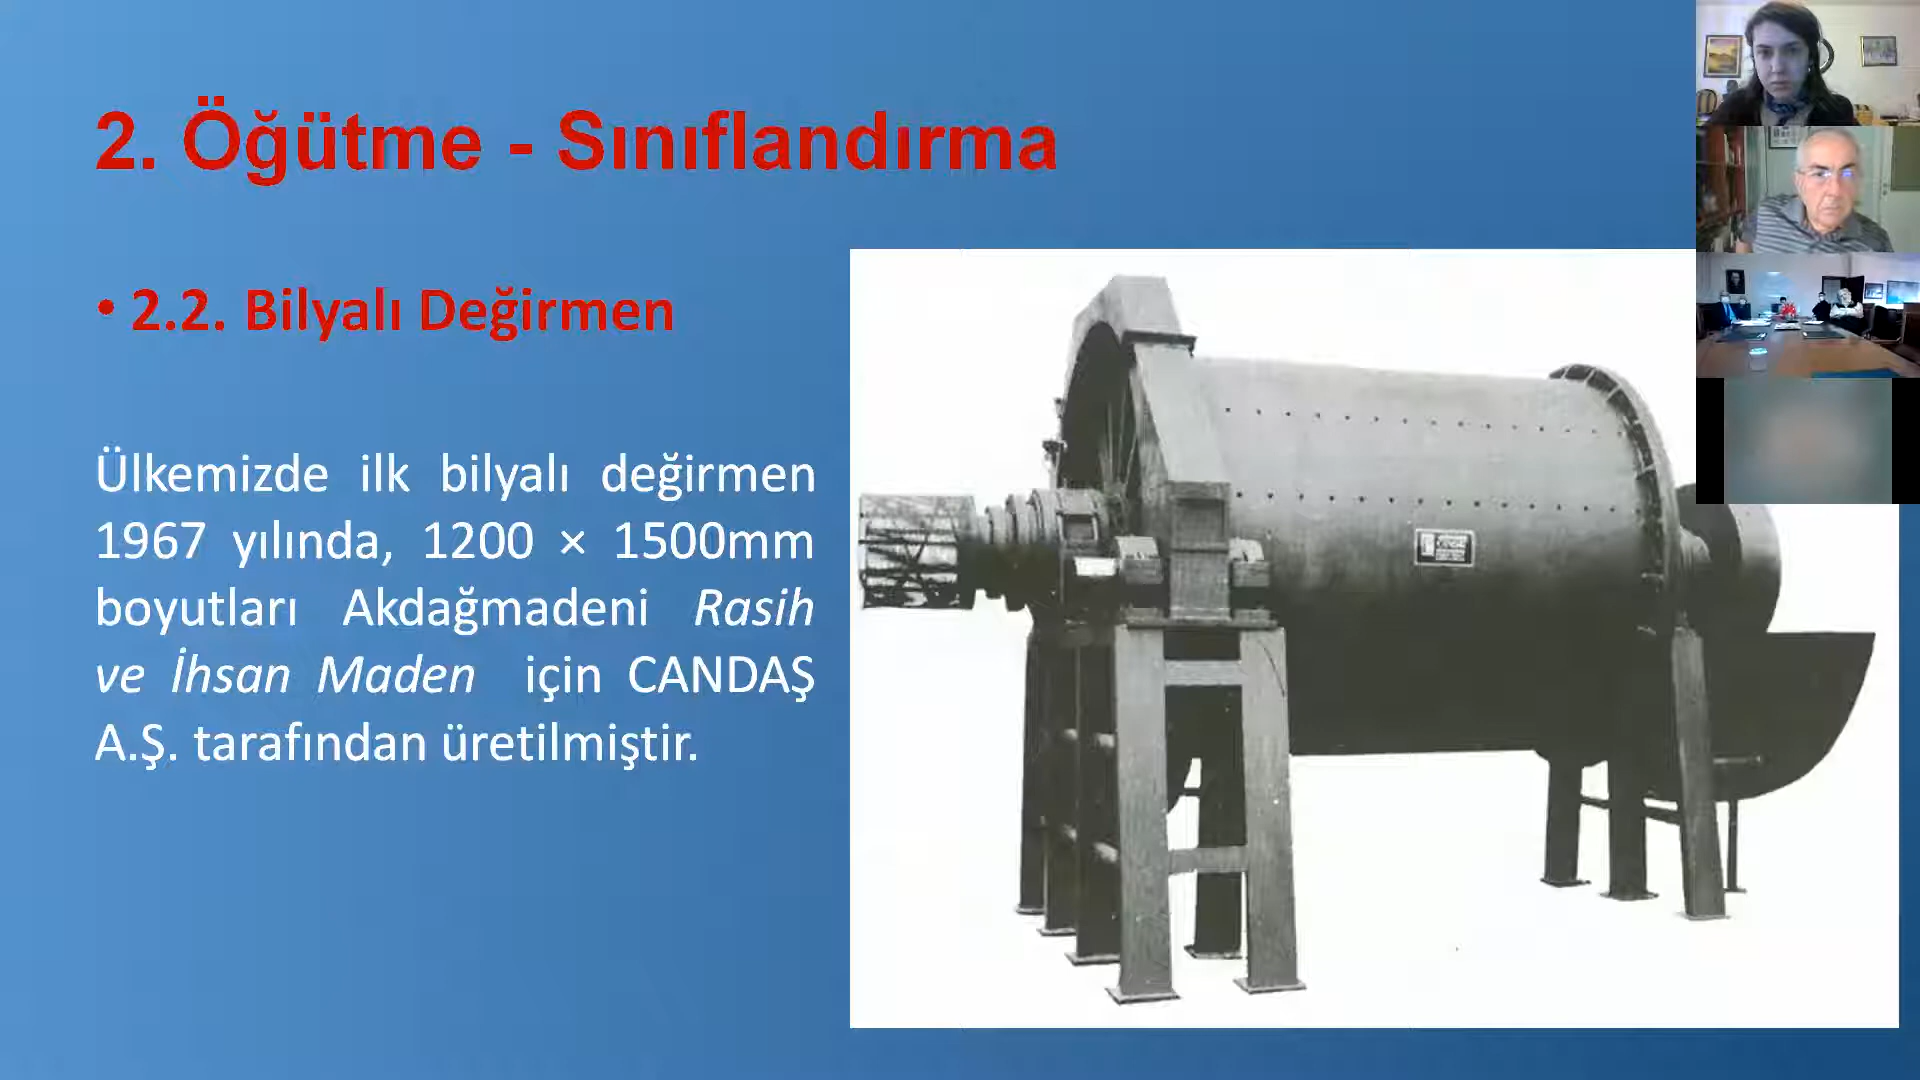 2. Öğütme - Sınıflandırma
• 2.2. Bilyalı Değirmen
Ülkemizde ilk bilyalı değirmen
1967 yılında, 1200 × 1500mm
boyutları Akdağmadeni Rasih
ve İhsan Maden için CANDAŞ
A.Ş. tarafından üretilmiştir.